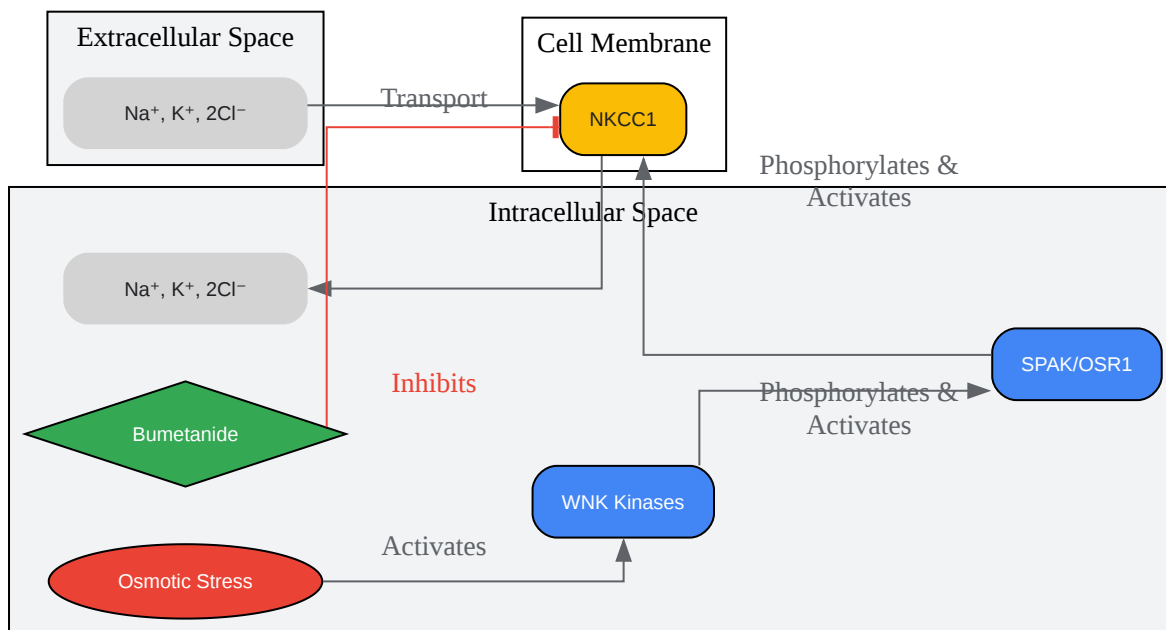 Extracellular Space
Cell Membrane
Na⁺, K⁺, 2Cl⁻
Transport
NKCC1
Phosphorylates &
Activates
Intracellular Space
Na⁺, K⁺, 2Cl⁻
SPAK/OSR1
Inhibits
Phosphorylates &
Activates
Bumetanide
WNK Kinases
Activates
Osmotic Stress